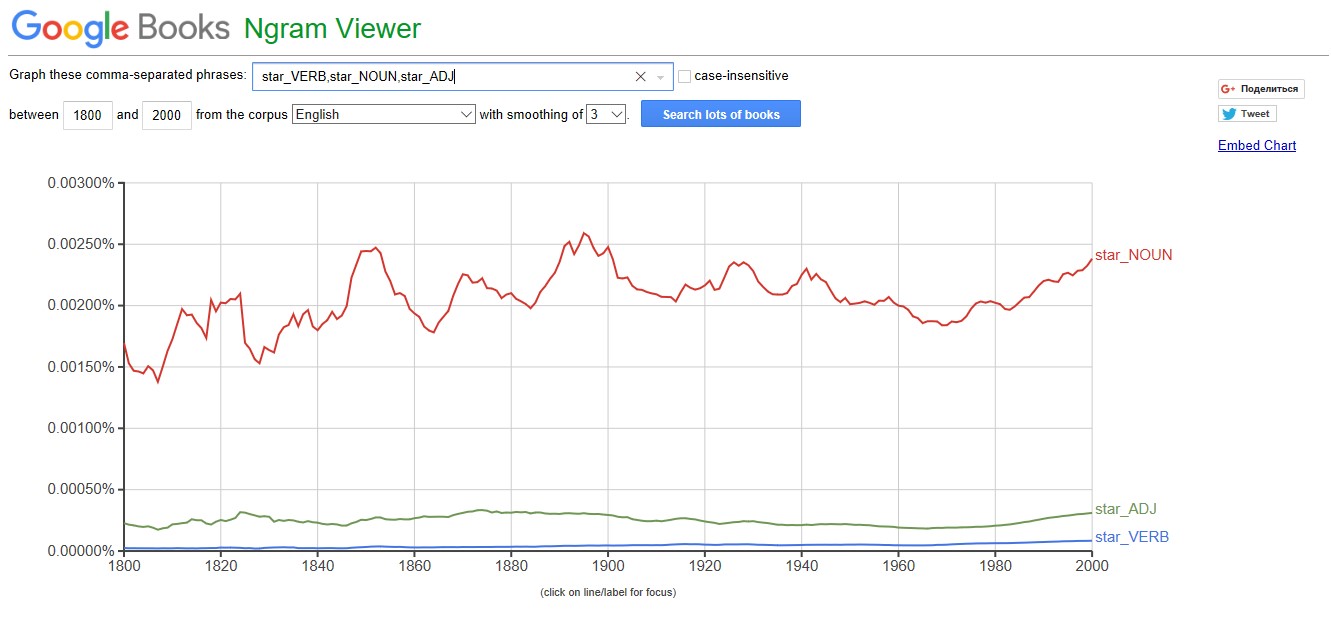 Google Books Ngram Viewer
Graph these comma-separated phrases: star_VERB,star_NOUN,star_ADJ case-insensitive
between 1800 and 2000 from the corpus English with smoothing of 3 . Search lots of books
G+ Поделиться
Tweet
Embed Chart
0.00300%
0.00250%
0.00200%
0.00150%
0.00100%
0.00050%
0.00000%
star_NOUN
star_ADJ
star_VERB
1800 1820 1840 1860 1880 1900 1920 1940 1960 1980 2000
(click on line/label for focus)